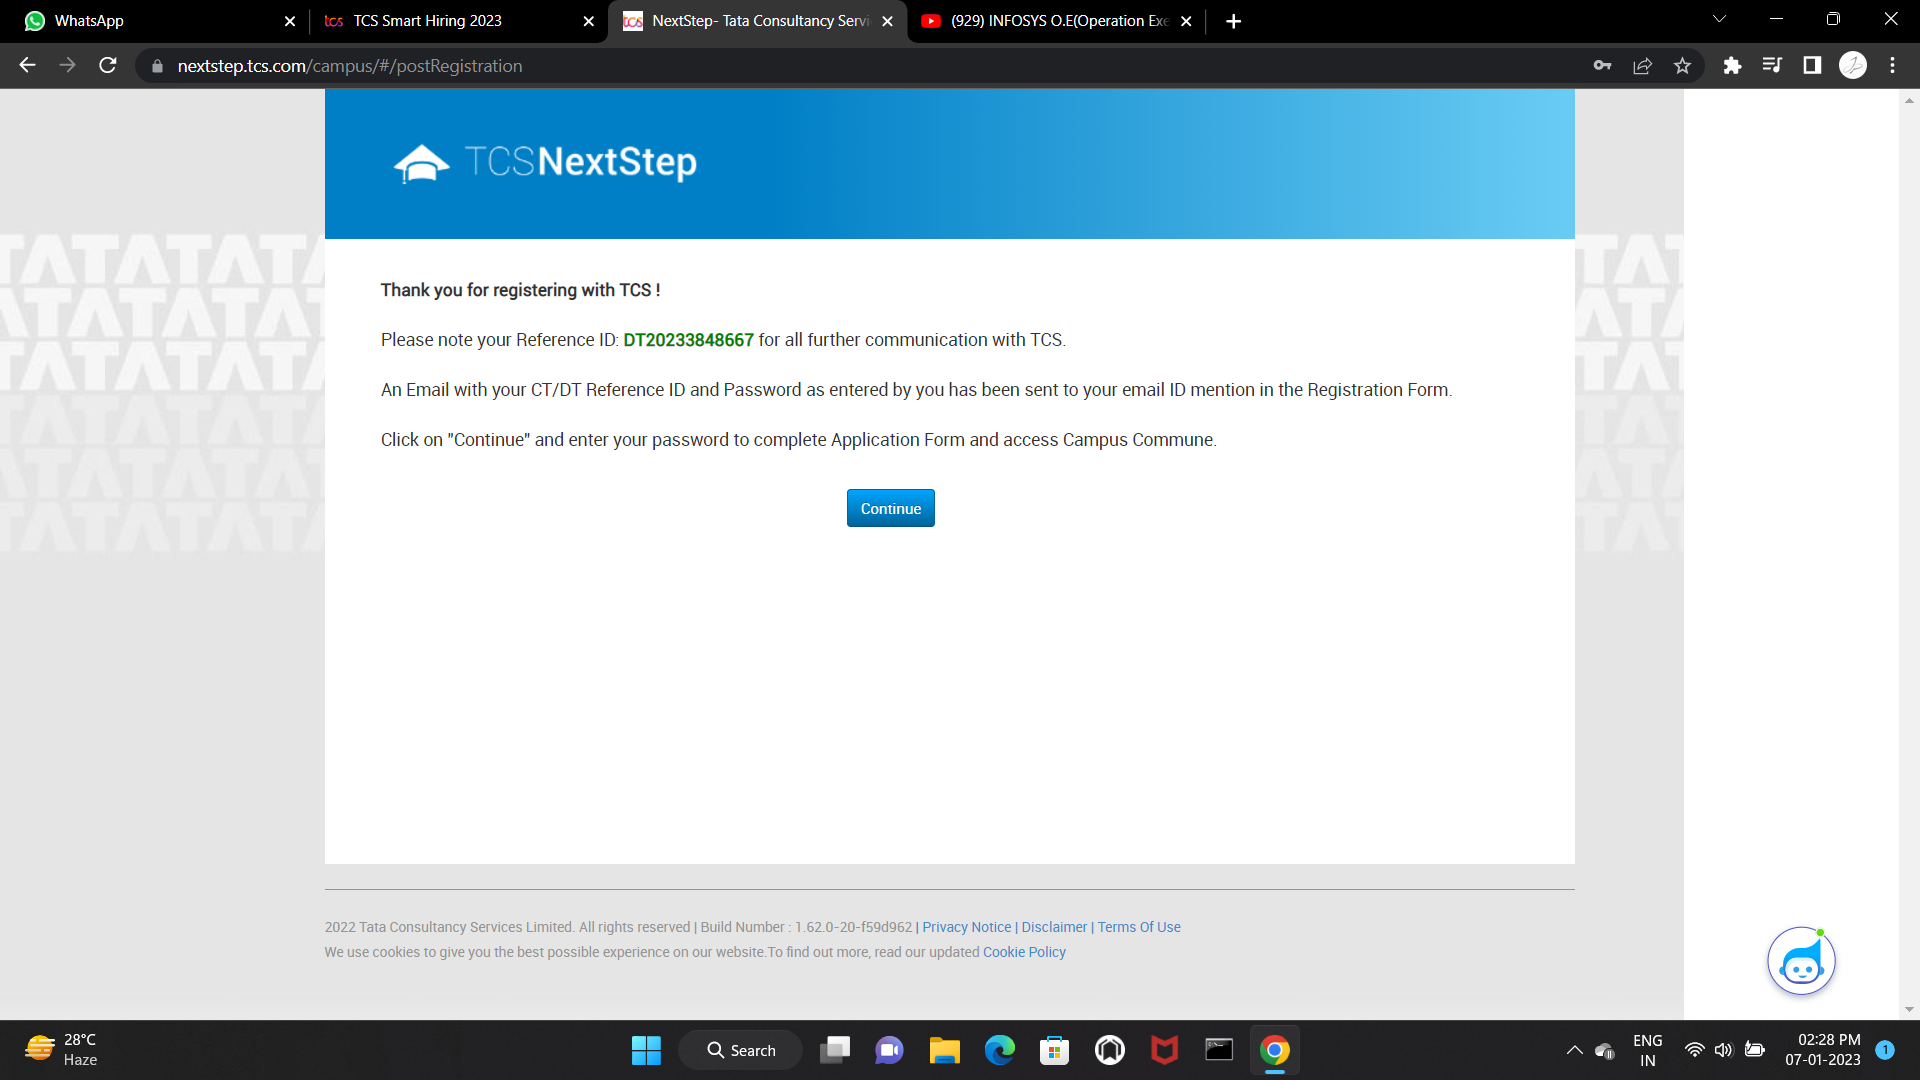 WhatsApp
tcs TCS Smart Hiring 2023
tcs NextStep- Tata Consultancy Servi
(929) INFOSYS O.E(Operation Exe
nextstep.tcs.com/campus/#/postRegistration
TCSNextStep
Thank you for registering with TCS !
Please note your Reference ID: DT20233848667 for all further communication with TCS.
An Email with your CT/DT Reference ID and Password as entered by you has been sent to your email ID mention in the Registration Form.
Click on "Continue" and enter your password to complete Application Form and access Campus Commune.
Continue
2022 Tata Consultancy Services Limited. All rights reserved | Build Number : 1.62.0-20-f59d962 | Privacy Notice | Disclaimer | Terms Of Use
We use cookies to give you the best possible experience on our website.To find out more, read our updated Cookie Policy
28°C
Haze
Search
ENG
IN
02:28 PM
07-01-2023
1